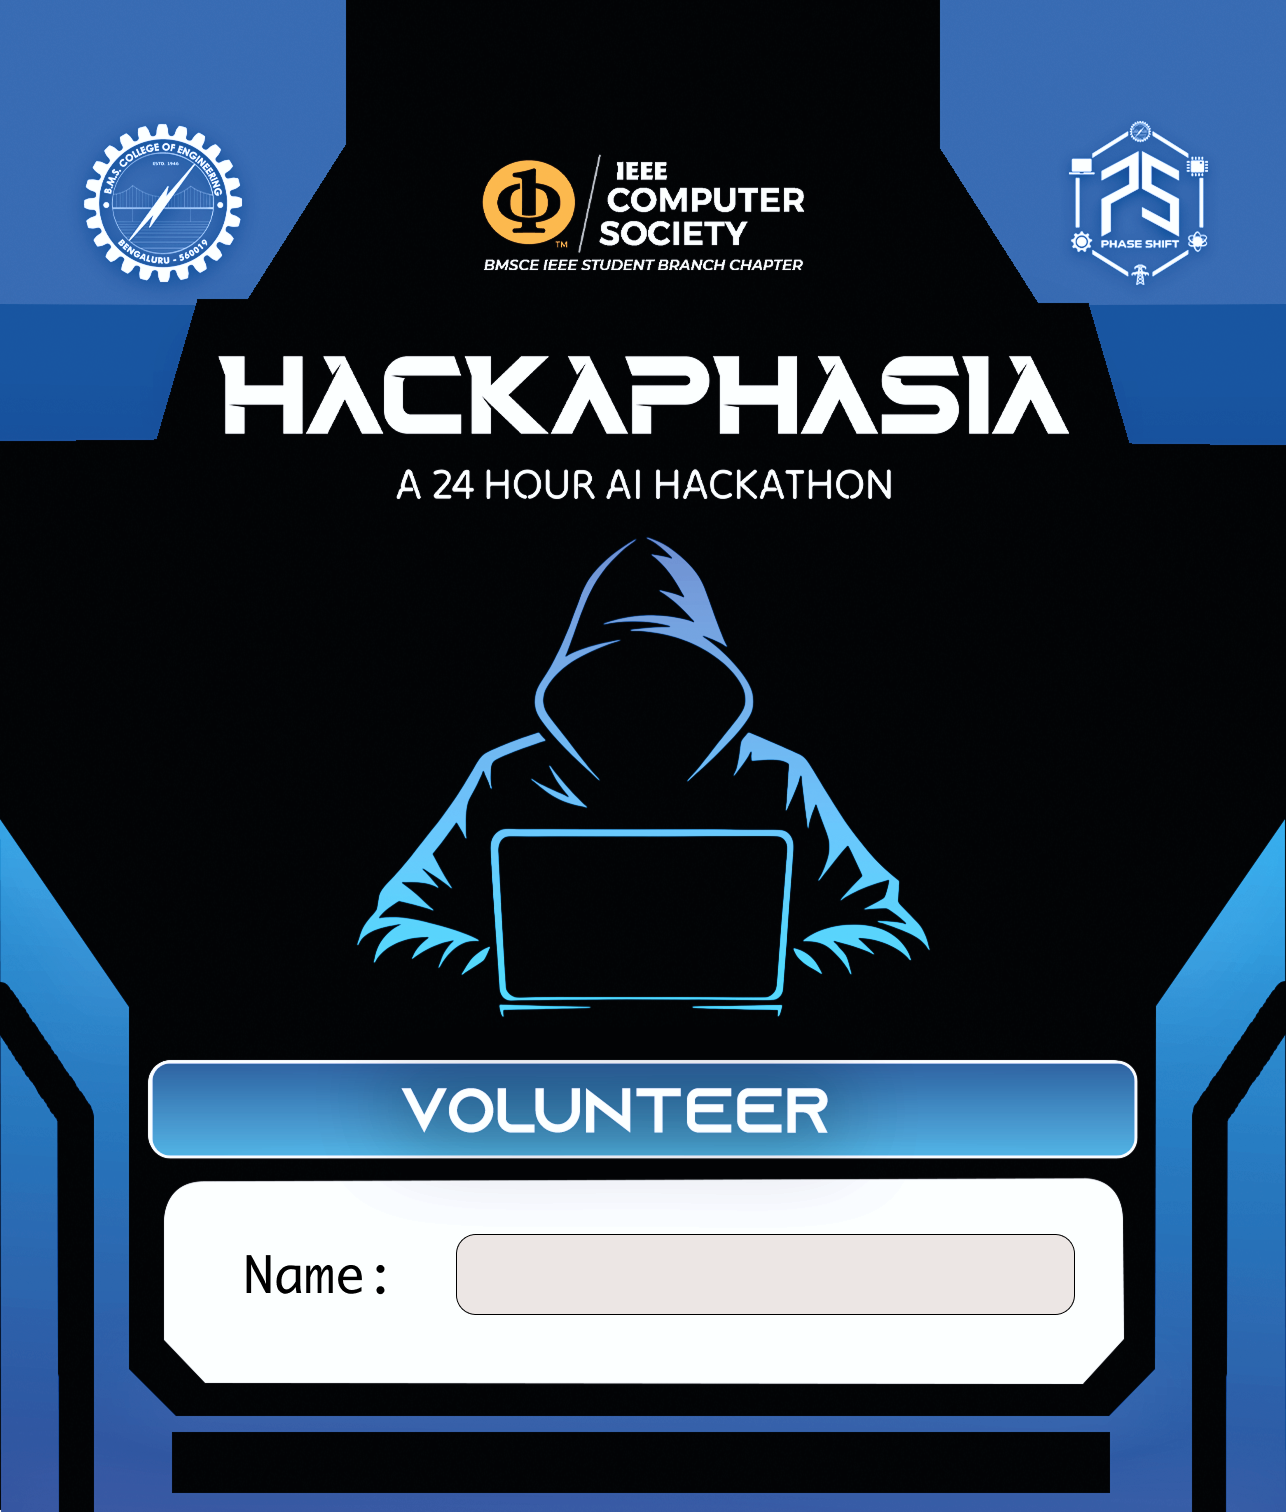 B.M.S. COLLEGE OF ENGINEERING
ESTD. 1946
BENGALURU - 560019
IEEE
COMPUTER
SOCIETY
TM
BMSCE IEEE STUDENT BRANCH CHAPTER
PS
PHASE SHIFT
HACKAPHASIA
A 24 HOUR AI HACKATHON
VOLUNTEER
Name: